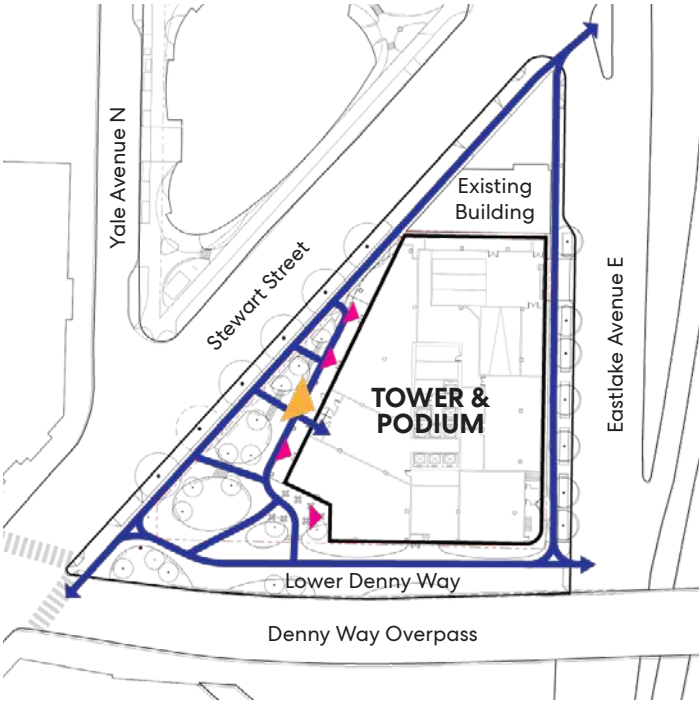 Yale Avenue N
Existing
Building
Stewart Street
Eastlake Avenue E
TOWER &
PODIUM
Lower Denny Way
Denny Way Overpass